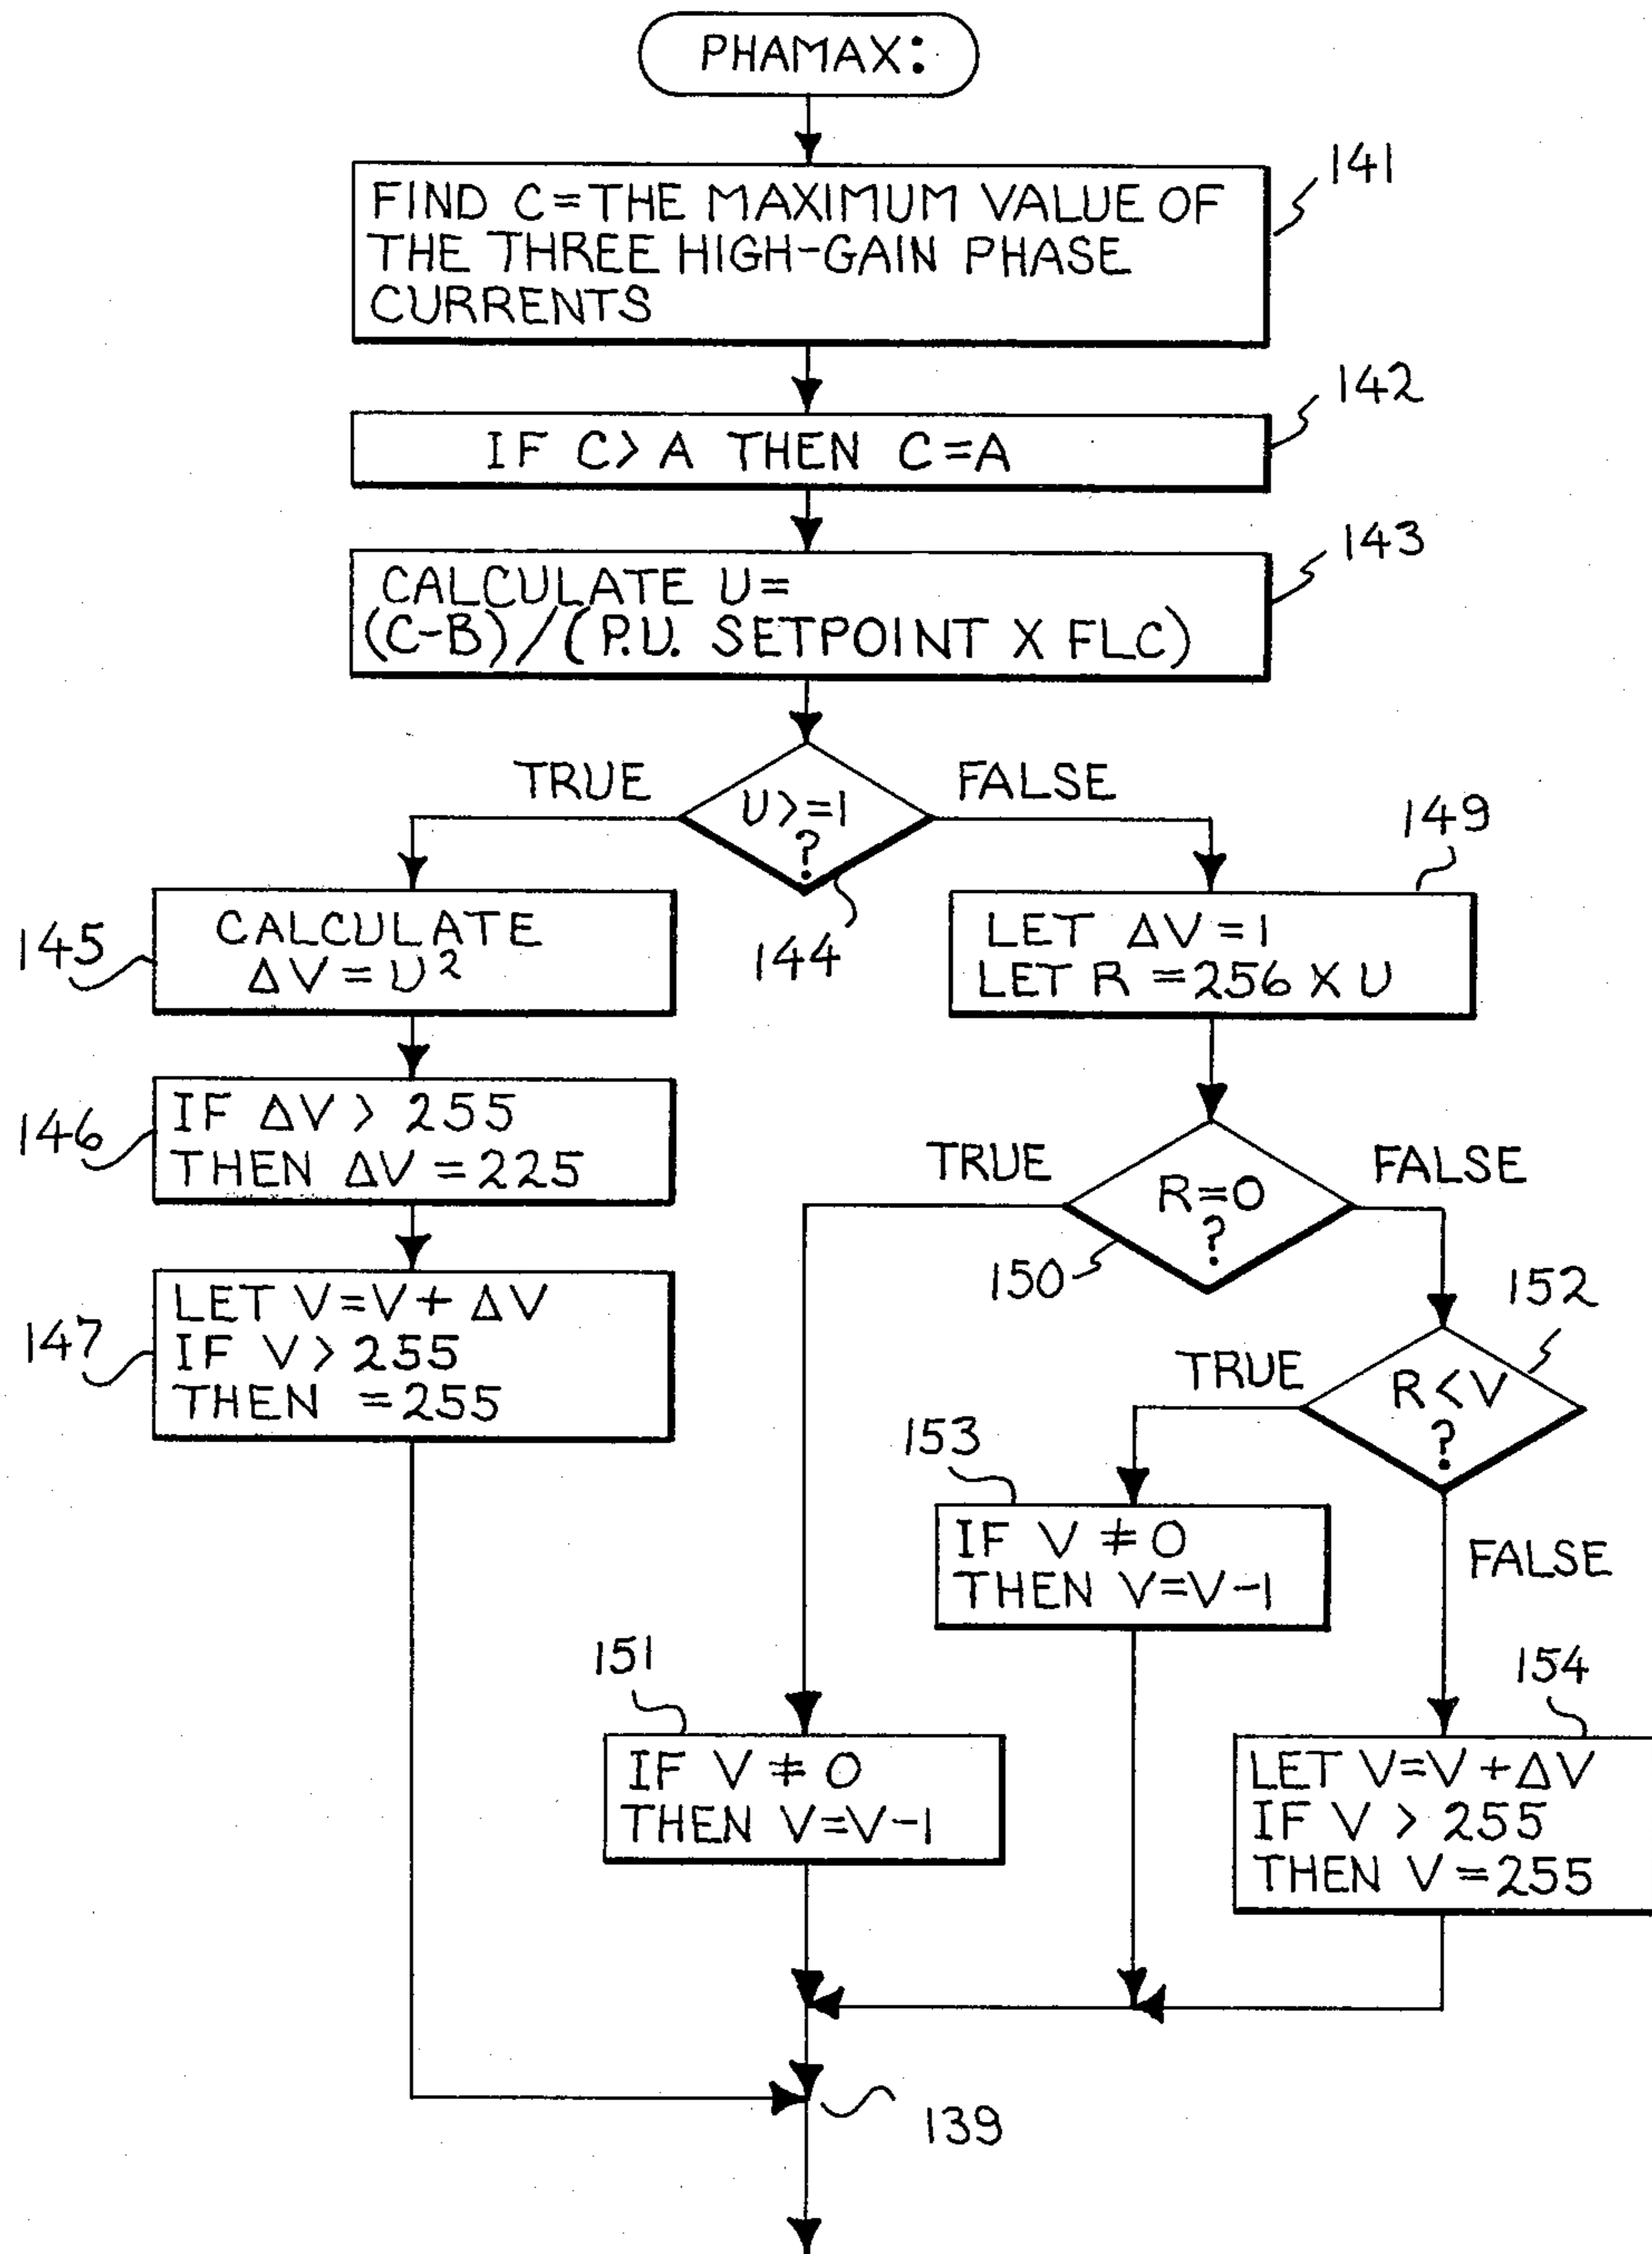 PHAMAX:
141
FIND C=THE MAXIMUM VALUE OF
THE THREE HIGH-GAIN PHASE
CURRENTS
142
IF C> A THEN C=A
143
CALCULATE U=
(C-B)/(P.U. SETPOINT X FLC)
TRUE
U>=1
?
FALSE
144
145
CALCULATE
ΔV=U²
149
LET ΔV=1
LET R=256 X U
146
IF ΔV> 255
THEN ΔV=225
TRUE
R=0
?
FALSE
150
147
LET V=V+ΔV
IF V>255
THEN =255
152
TRUE
R<V
?
FALSE
153
IF V≠0
THEN V=V-1
151
IF V≠0
THEN V=V-1
154
LET V=V+ΔV
IF V > 255
THEN V=255
139